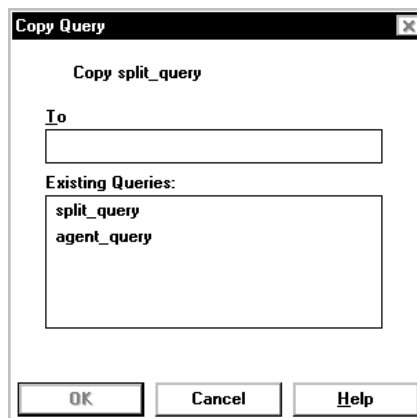 Copy Query
Copy split_query
To
Existing Queries:
split_query
agent_query
OK Cancel Help